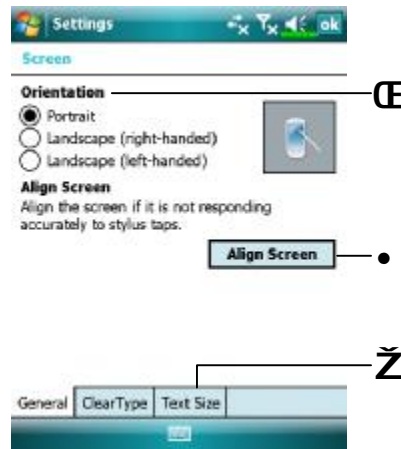 Settings ok
Screen
Orientation Œ
Portrait
Landscape (right-handed)
Landscape (left-handed)
Align Screen
Align the screen if it is not responding
accurately to stylus taps.
Align Screen •
Ž
General ClearType Text Size